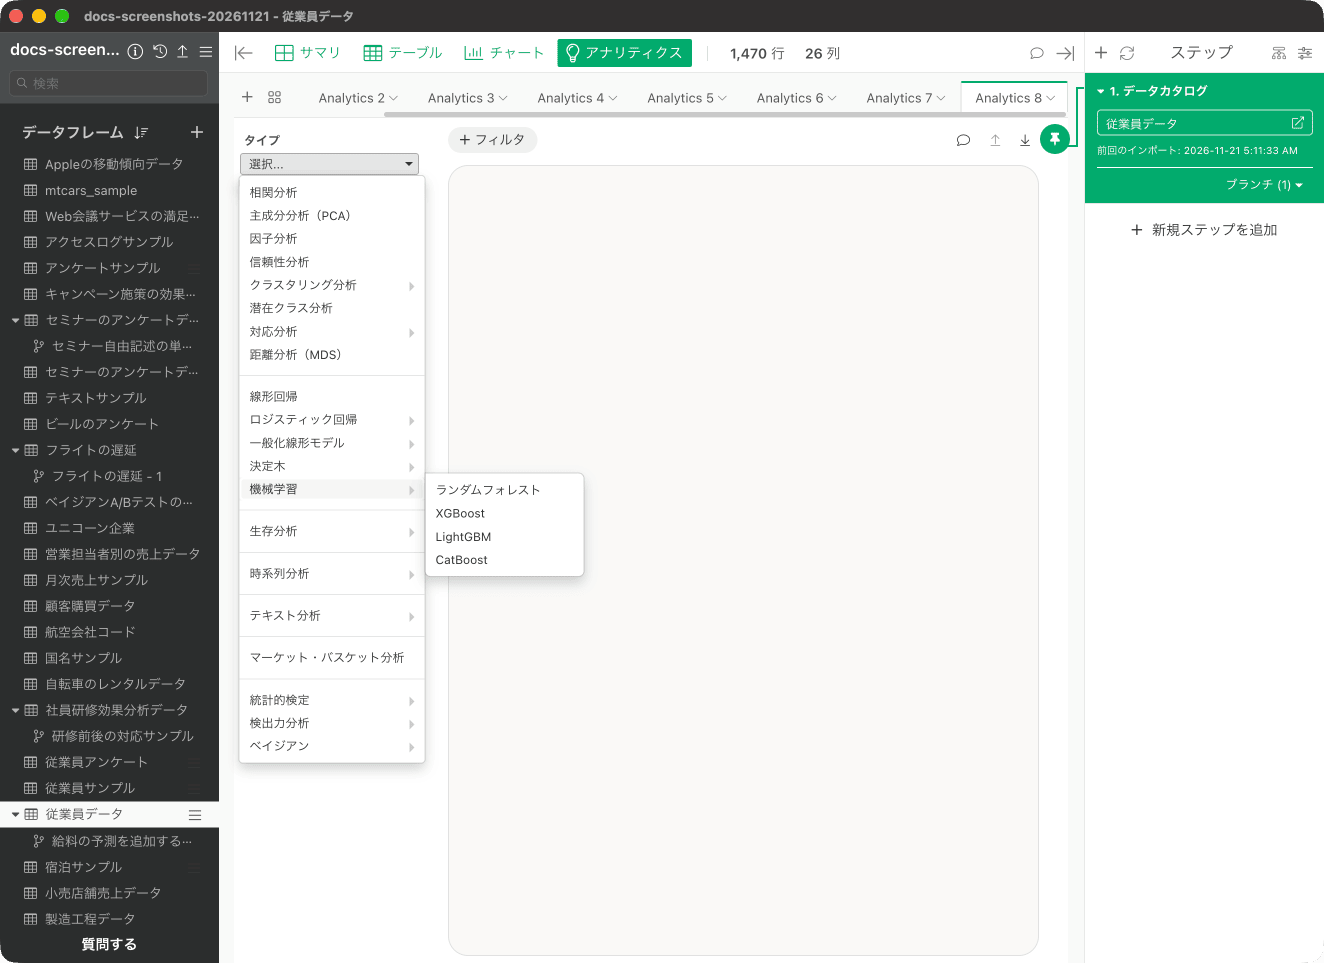 docs-screenshots-20261121 - 従業員データ
docs-screen...
検索
データフレーム
Appleの移動傾向データ
mtcars_sample
Web会議サービスの満足...
アクセスログサンプル
アンケートサンプル
キャンペーン施策の効果...
セミナーのアンケートデ...
セミナー自由記述の単...
セミナーのアンケートデ...
テキストサンプル
ビールのアンケート
フライトの遅延
フライトの遅延 - 1
ベイジアンA/Bテストの...
ユニコーン企業
営業担当者別の売上データ
月次売上サンプル
顧客購買データ
航空会社コード
国名サンプル
自転車のレンタルデータ
社員研修効果分析データ
研修前後の対応サンプル
従業員アンケート
従業員サンプル
従業員データ
給料の予測を追加する...
宿泊サンプル
小売店舗売上データ
製造工程データ
質問する
サマリ
テーブル
チャート
アナリティクス
1,470 行
26 列
Analytics 2
Analytics 3
Analytics 4
Analytics 5
Analytics 6
Analytics 7
Analytics 8
タイプ
選択...
+ フィルタ
相関分析
主成分分析（PCA）
因子分析
信頼性分析
クラスタリング分析
潜在クラス分析
対応分析
距離分析（MDS）
線形回帰
ロジスティック回帰
一般化線形モデル
決定木
機械学習
生存分析
時系列分析
テキスト分析
マーケット・バスケット分析
統計的検定
検出力分析
ベイジアン
ランダムフォレスト
XGBoost
LightGBM
CatBoost
ステップ
1. データカタログ
従業員データ
前回のインポート: 2026-11-21 5:11:33 AM
ブランチ (1)
+ 新規ステップを追加